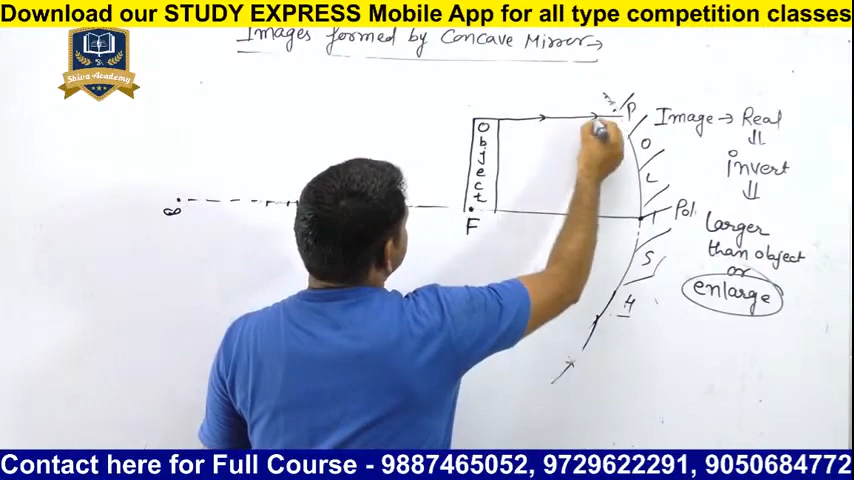 Download our STUDY EXPRESS Mobile App for all type competition classes
Images formed by Concave Mirror→
Shiva Academy
Object
P
O
L
I
S
H
Image → Real
⇓
invert
⇓
larger
than object
or
enlarge
Pol
∞
F
Contact here for Full Course - 9887465052, 9729622291, 9050684772